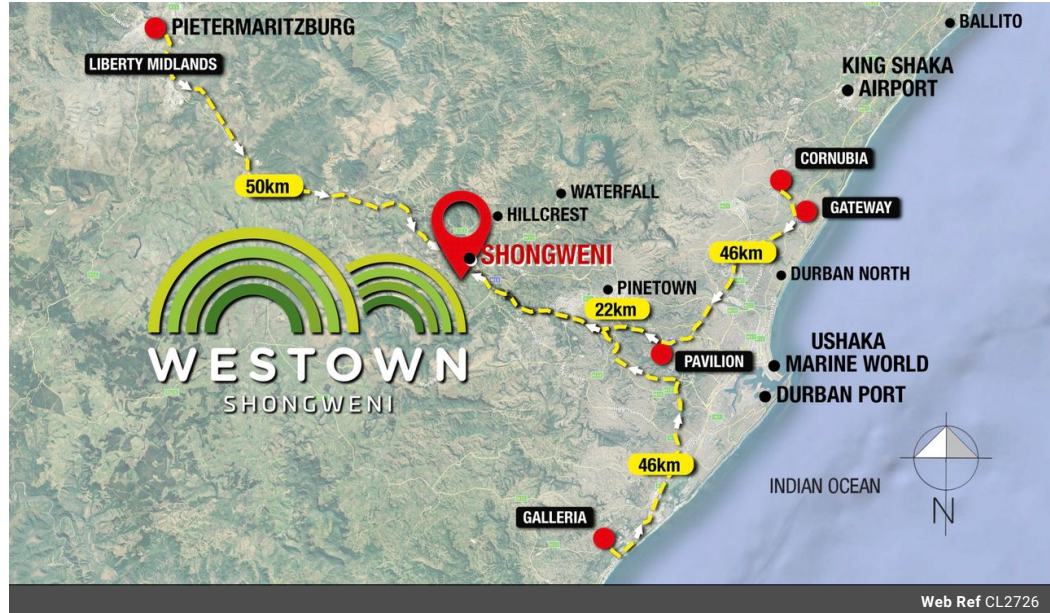 PIETERMARITZBURG
LIBERTY MIDLANDS
BALLITO
KING SHAKA
AIRPORT
CORNUBIA
GATEWAY
50km
WATERFALL
HILLCREST
SHONGWENI
46km
DURBAN NORTH
PINETOWN
22km
PAVILION
USHAKA
MARINE WORLD
DURBAN PORT
WESTOWN
SHONGWENI
46km
GALLERIA
INDIAN OCEAN
N
Web Ref CL2726